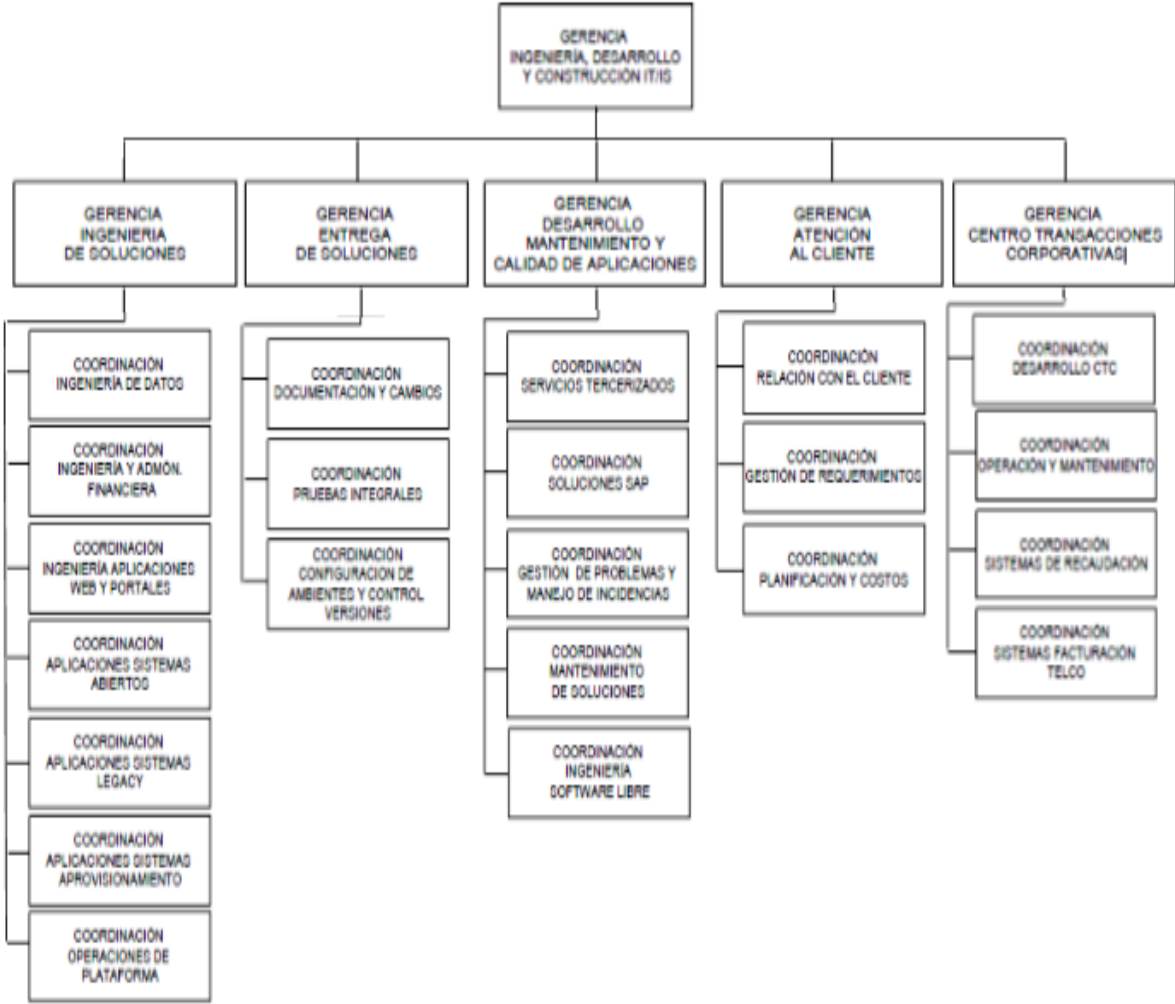 GERENCIA
INGENIERÍA, DESARROLLO
Y CONSTRUCCIÓN IT/IS
GERENCIA
INGENIERIA
DE SOLUCIONES
GERENCIA
ENTREGA
DE SOLUCIONES
GERENCIA
DESARROLLO
MANTENIMIENTO Y
CALIDAD DE APLICACIONES
GERENCIA
ATENCIÓN
AL CLIENTE
GERENCIA
CENTRO TRANSACCIONES
CORPORATIVAS
COORDINACIÓN
INGENIERÍA DE DATOS
COORDINACIÓN
INGENIERÍA Y ADMÓN.
FINANCIERA
COORDINACIÓN
INGENIERÍA APLICACIONES
WEB Y PORTALES
COORDINACIÓN
APLICACIONES SISTEMAS
ABIERTOS
COORDINACIÓN
APLICACIONES SISTEMAS
LEGACY
COORDINACIÓN
APLICACIONES SISTEMAS
APROVISIONAMIENTO
COORDINACIÓN
OPERACIONES DE
PLATAFORMA
COORDINACIÓN
DOCUMENTACIÓN Y CAMBIOS
COORDINACIÓN
PRUEBAS INTEGRALES
COORDINACIÓN
CONFIGURACION DE
AMBIENTES Y CONTROL
VERSIONES
COORDINACIÓN
SERVICIOS TERCERIZADOS
COORDINACIÓN
SOLUCIONES SAP
COORDINACIÓN
GESTIÓN DE PROBLEMAS Y
MANEJO DE INCIDENCIAS
COORDINACIÓN
MANTENIMIENTO
DE SOLUCIONES
COORDINACIÓN
INGENIERÍA
SOFTWARE LIBRE
COORDINACIÓN
RELACIÓN CON EL CLIENTE
COORDINACIÓN
GESTIÓN DE REQUERIMIENTOS
COORDINACIÓN
PLANIFICACIÓN Y COSTOS
COORDINACIÓN
DESARROLLO CTC
COORDINACIÓN
OPERACIÓN Y MANTENIMIENTO
COORDINACIÓN
SISTEMAS DE RECAUDACIÓN
COORDINACIÓN
SISTEMAS FACTURACIÓN
TELCO